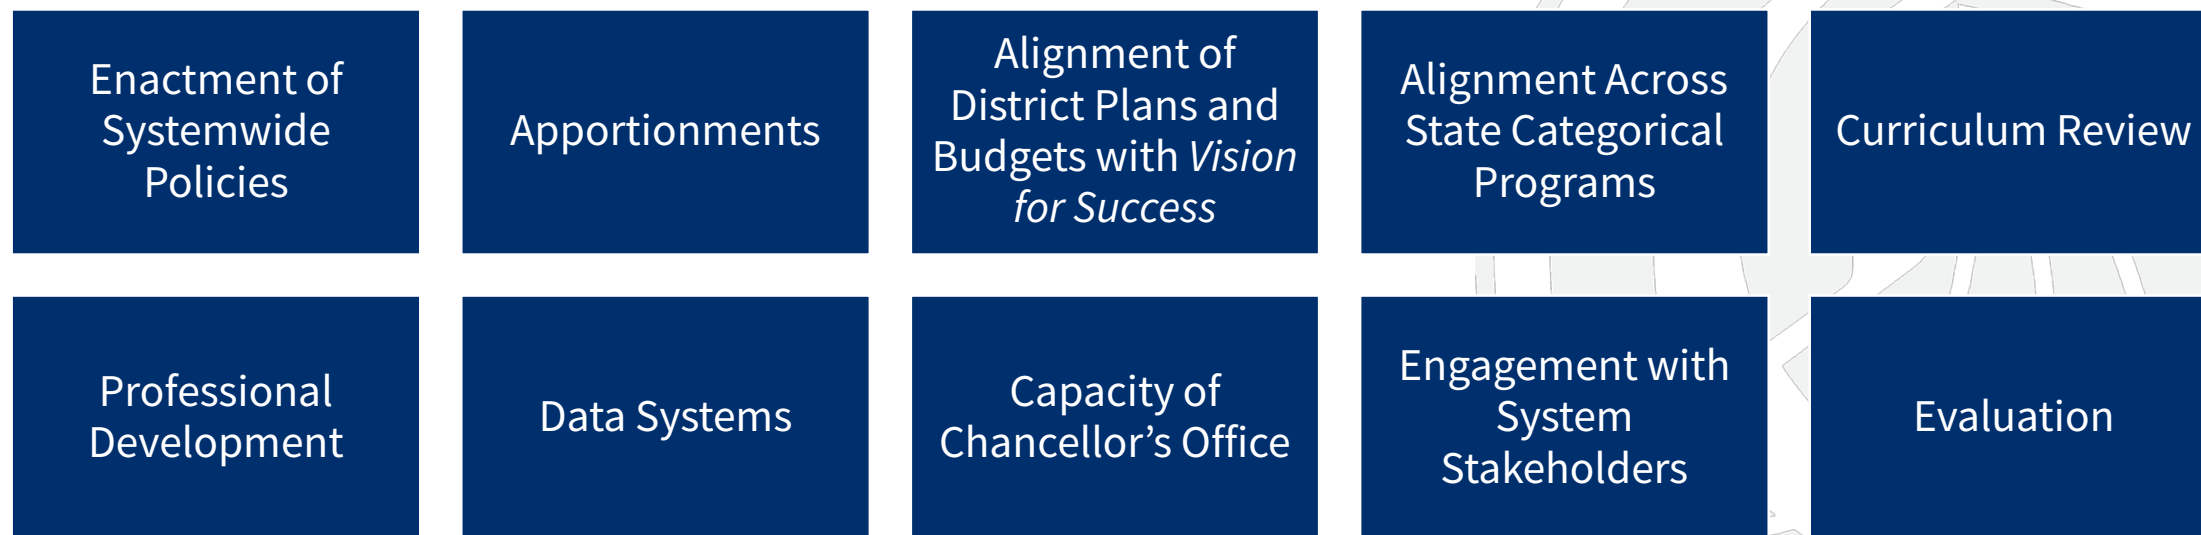 Enactment of
Systemwide
Policies
Apportionments
Alignment of
District Plans and
Budgets with Vision
for Success
Alignment Across
State Categorical
Programs
Curriculum Review
Professional
Development
Data Systems
Capacity of
Chancellor’s Office
Engagement with
System
Stakeholders
Evaluation